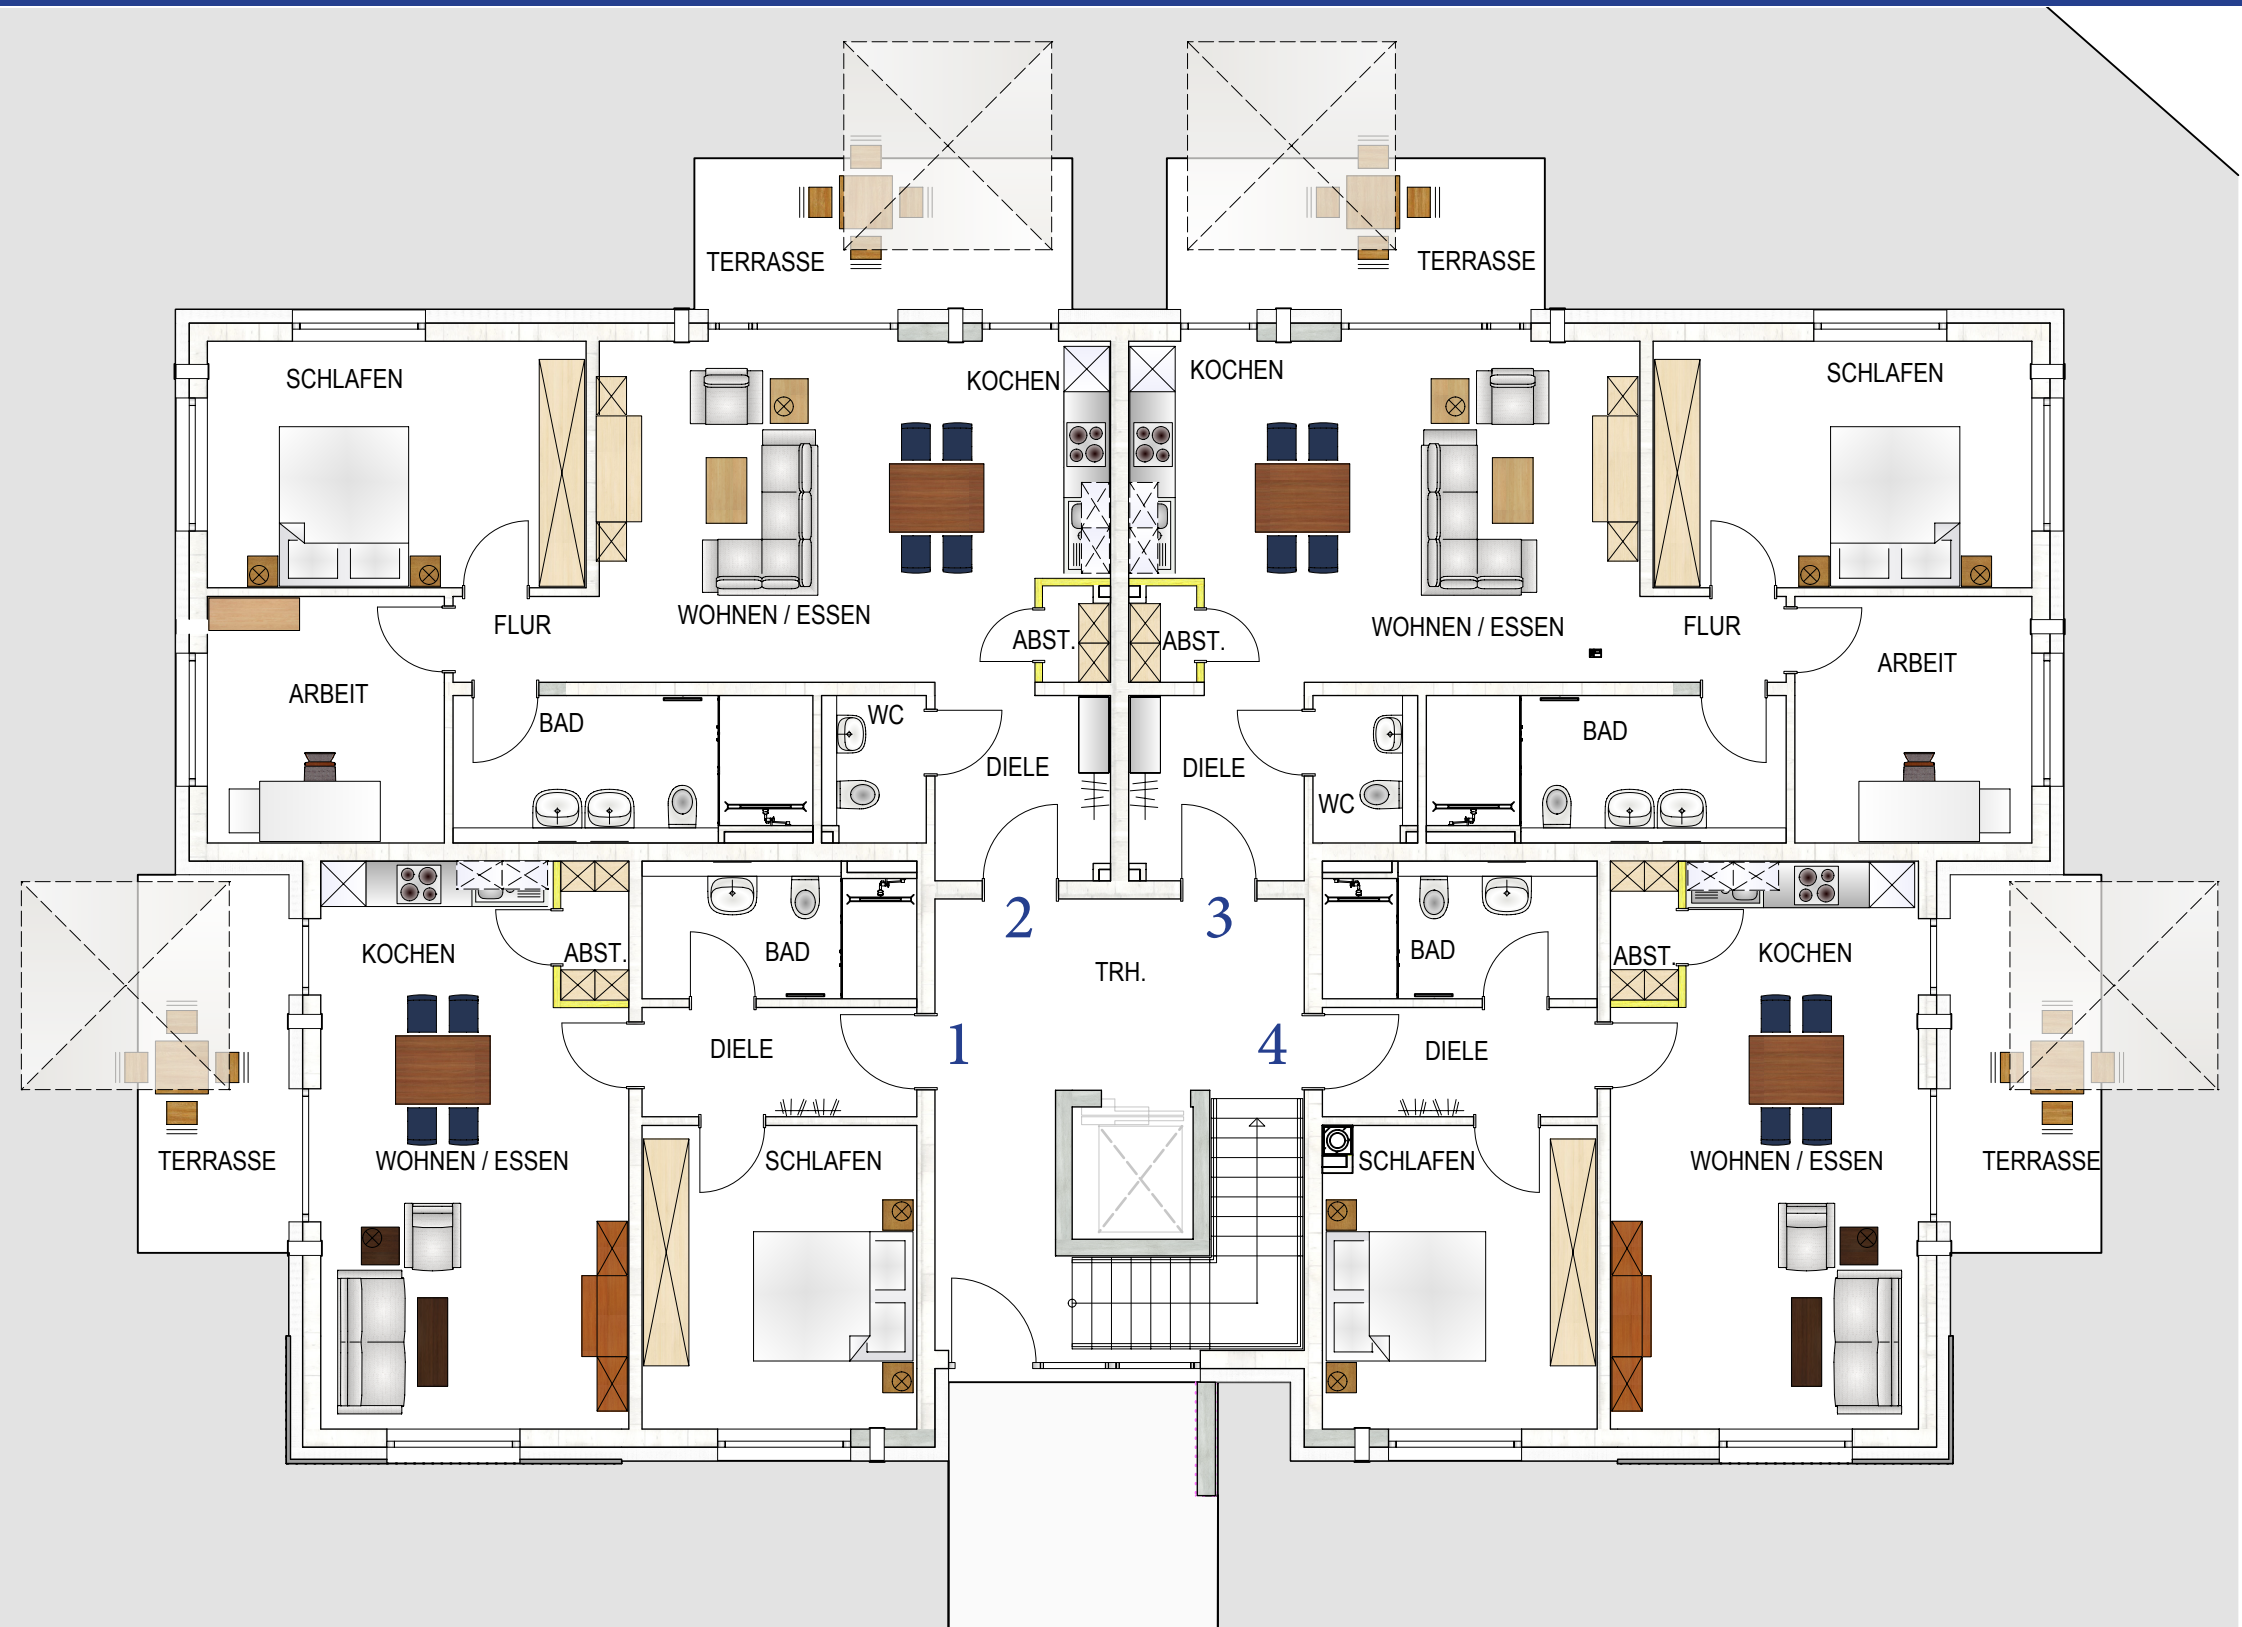 TERRASSE
TERRASSE
SCHLAFEN
KOCHEN
KOCHEN
SCHLAFEN
FLUR
WOHNEN / ESSEN
ABST.
ABST.
WOHNEN / ESSEN
FLUR
ARBEIT
ARBEIT
BAD
WC
BAD
DIELE
DIELE
WC
2
3
KOCHEN
ABST.
BAD
TRH.
BAD
ABST.
KOCHEN
DIELE
1
4
DIELE
TERRASSE
WOHNEN / ESSEN
SCHLAFEN
SCHLAFEN
WOHNEN / ESSEN
TERRASSE